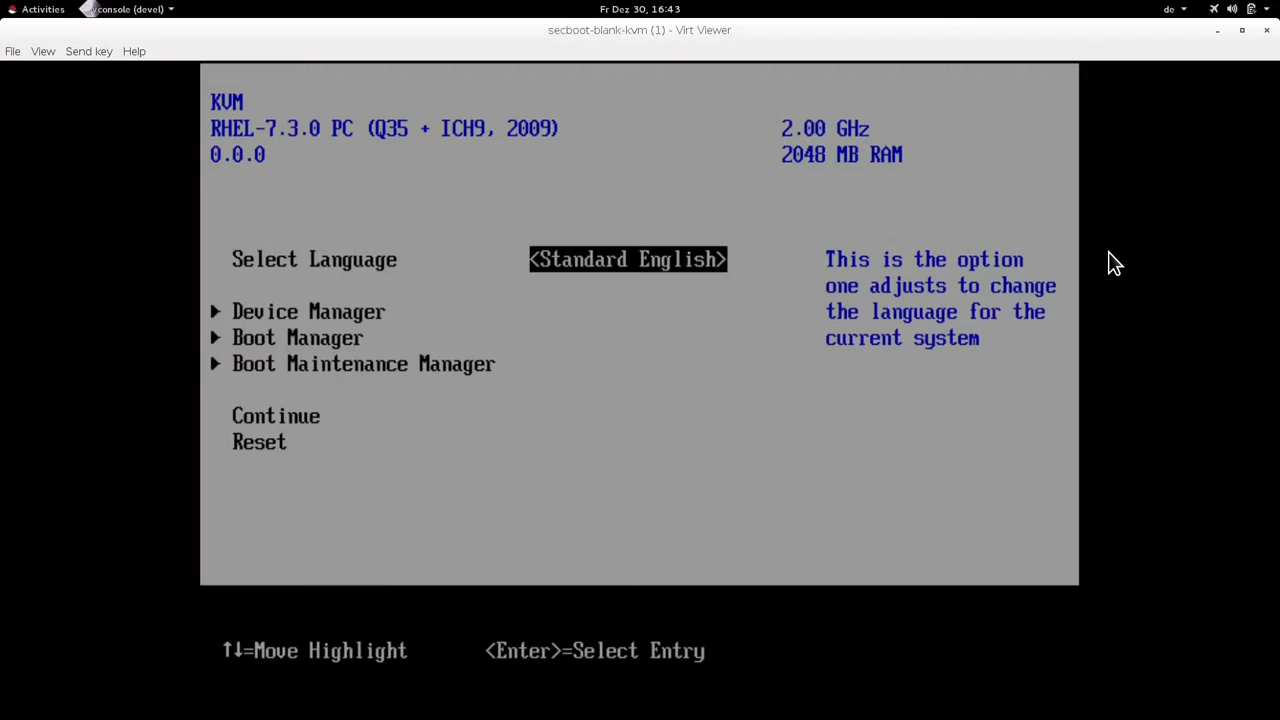 Activities yconsole (devel) Fr Dez 30, 16:43 de
secboot-blank-kvm (1) - Virt Viewer
File View Send key Help
KVM
RHEL-7.3.0 PC (Q35 + ICH9, 2009) 2.00 GHz
0.0.0 2048 MB RAM
Select Language <Standard English> This is the option
one adjusts to change
▶ Device Manager the language for the
▶ Boot Manager current system
▶ Boot Maintenance Manager
Continue
Reset
↑↓=Move Highlight <Enter>=Select Entry